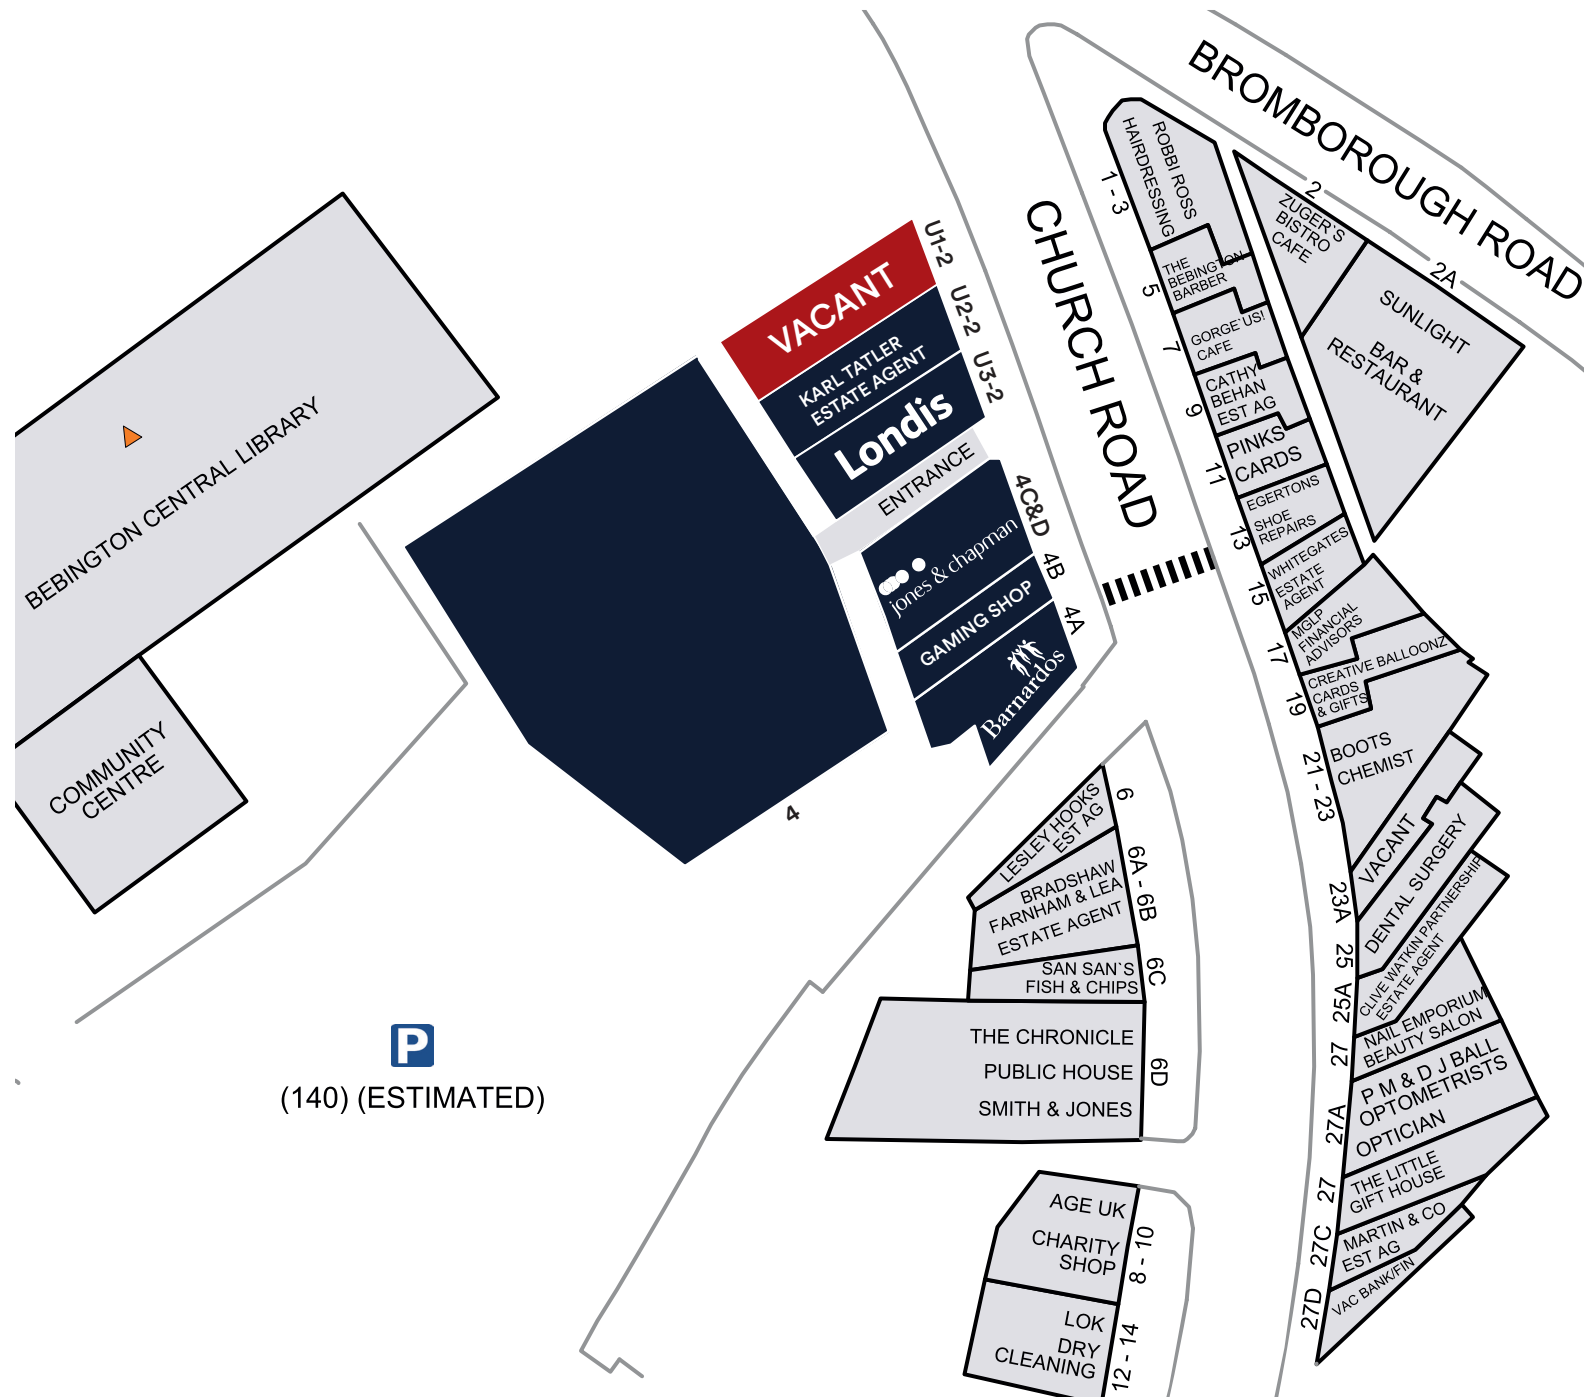 BROMBOROUGH ROAD
CHURCH ROAD
BEBINGTON CENTRAL LIBRARY
COMMUNITY
CENTRE
P
(140) (ESTIMATED)
VACANT
U1-2
KARL TATLER
ESTATE AGENT
U2-2
Londis
U3-2
ENTRANCE
jones & chapman
4C&D
GAMING SHOP
4B
Barnardos
4A
4
ROBBI ROSS
HAIRDRESSING
1 - 3
THE
BEBINGTON
BARBER
5
GORGE`US!
CAFE
7
CATHY
BEHAN
EST AG
9
PINKS
CARDS
11
EGERTONS
SHOE
REPAIRS
13
WHITEGATES
ESTATE
AGENT
15
MGLP
FINANCIAL
ADVISORS
17
CREATIVE BALLOONZ
CARDS
& GIFTS
19
BOOTS
CHEMIST
21 - 23
VACANT
23A
DENTAL SURGERY
25
CLIVE WATKIN PARTNERSHIP
ESTATE AGENT
25A
NAIL EMPORIUM
BEAUTY SALON
27
P M & D J BALL
OPTOMETRISTS
OPTICIAN
27A
THE LITTLE
GIFT HOUSE
27
MARTIN & CO
EST AG
27C
VAC BANK/FIN
27D
2
ZUGER`S
BISTRO
CAFE
2A
SUNLIGHT
BAR &
RESTAURANT
LESLEY HOOKS
EST AG
6
BRADSHAW
FARNHAM & LEA
ESTATE AGENT
6A - 6B
SAN SAN`S
FISH & CHIPS
6C
THE CHRONICLE
PUBLIC HOUSE
SMITH & JONES
6D
AGE UK
CHARITY
SHOP
8 - 10
LOK
DRY
CLEANING
12 - 14